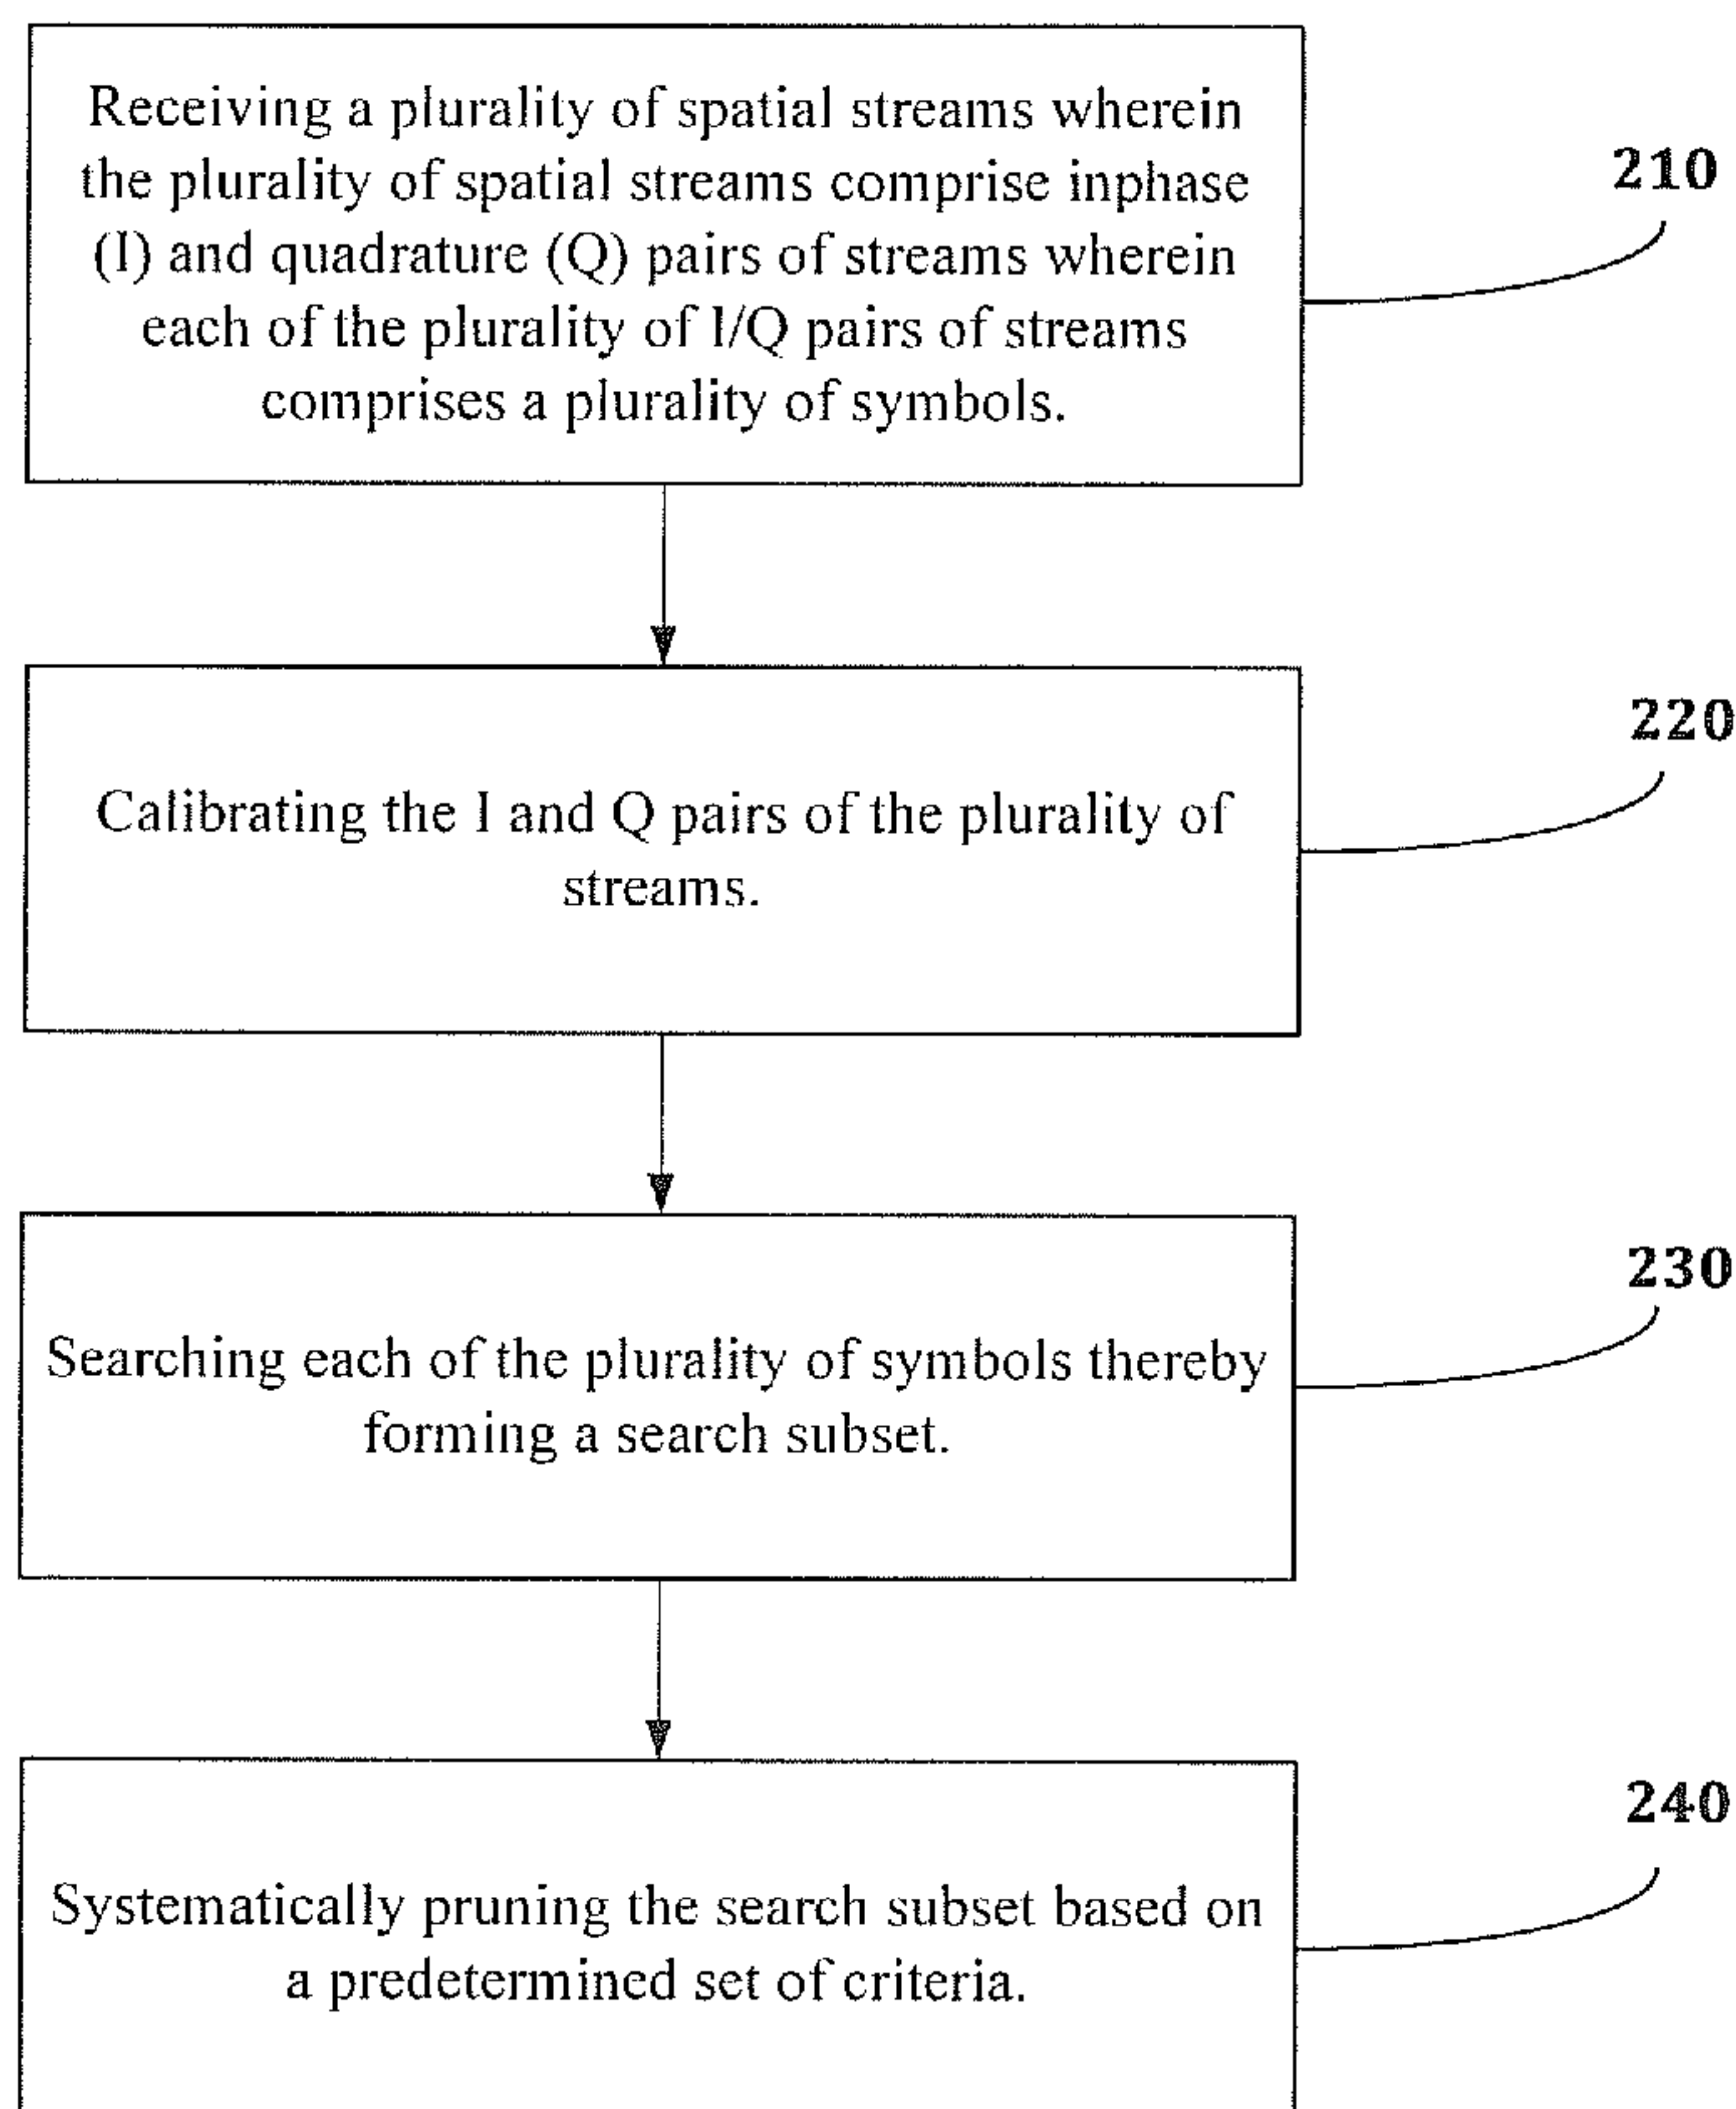 Receiving a plurality of spatial streams wherein
the plurality of spatial streams comprise inphase
(I) and quadrature (Q) pairs of streams wherein
each of the plurality of I/Q pairs of streams
comprises a plurality of symbols.
210
Calibrating the I and Q pairs of the plurality of
streams.
220
Searching each of the plurality of symbols thereby
forming a search subset.
230
Systematically pruning the search subset based on
a predetermined set of criteria.
240